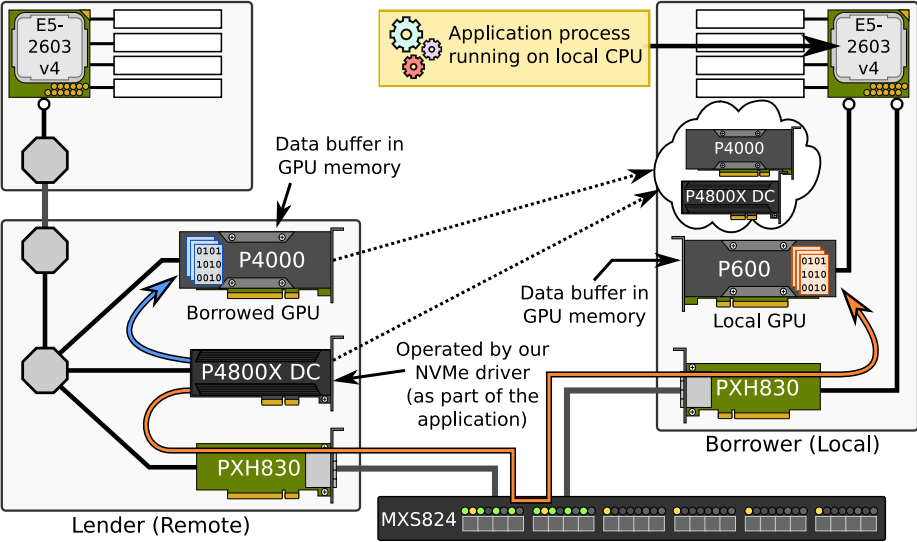 E5-
2603
v4
Application process
running on local CPU
E5-
2603
v4
Data buffer in
GPU memory
P4000
P4800X DC
0101
1010
0010
P4000
Borrowed GPU
P600
0101
1010
0010
Local GPU
Data buffer in
GPU memory
P4800X DC
Operated by our
NVMe driver
(as part of the
application)
PXH830
Borrower (Local)
PXH830
Lender (Remote)
MXS824